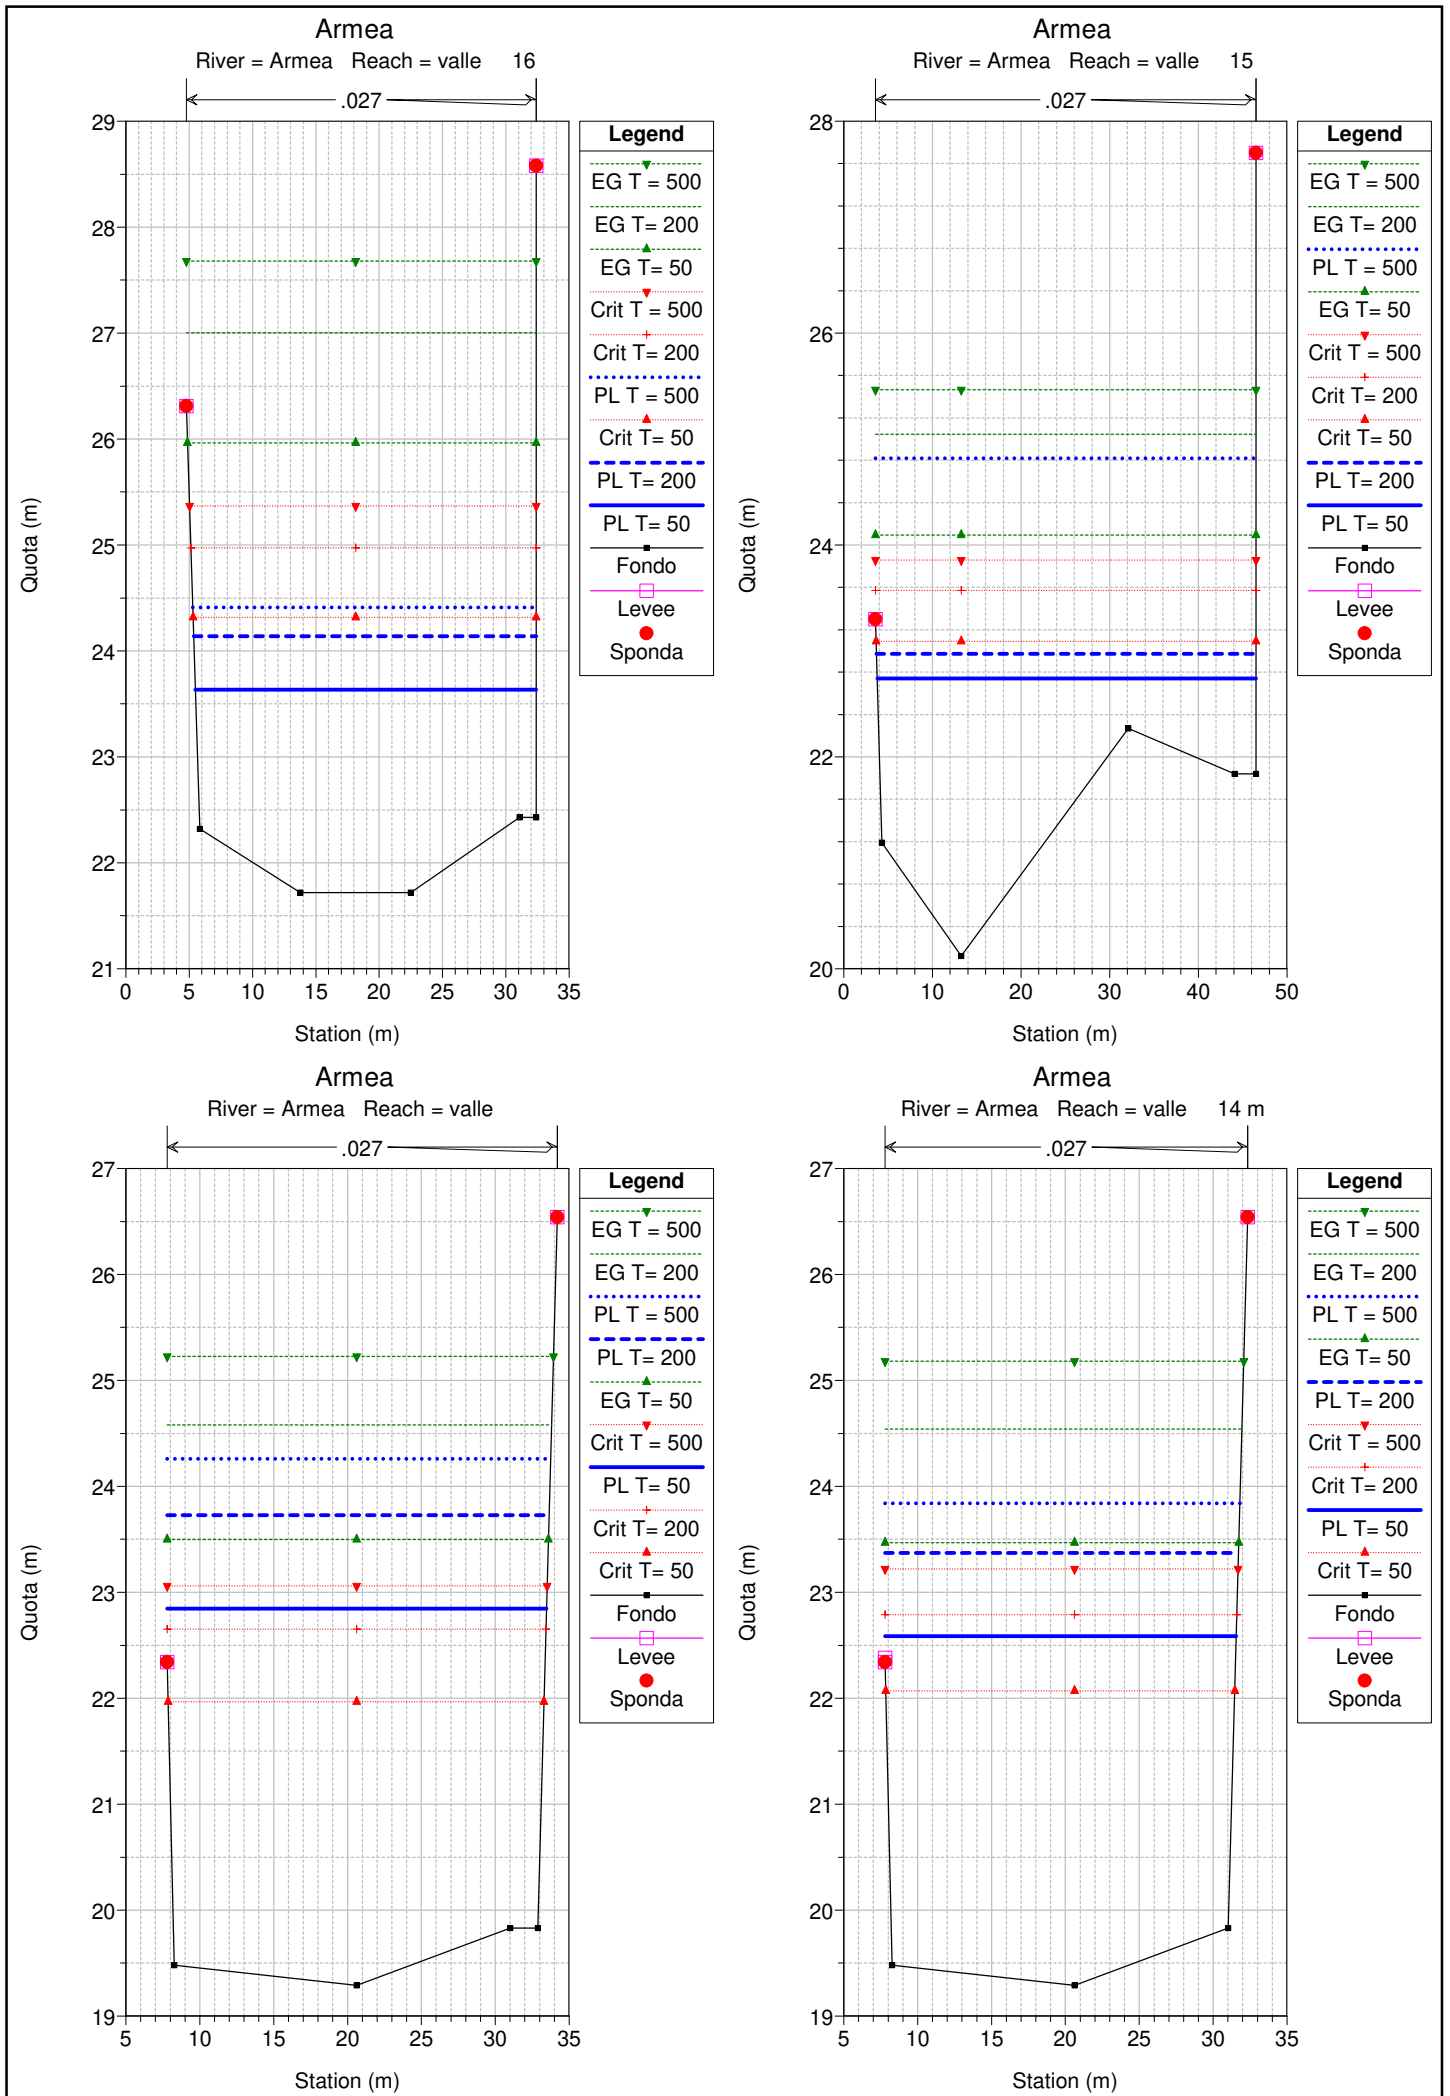 Armea
River = Armea Reach = valle 16
.027
29
28
27
26
25
24
23
22
21
0 5 10 15 20 25 30 35
Station (m)
Quota (m)
Legend
EG T = 500
EG T= 200
EG T= 50
Crit T = 500
Crit T= 200
PL T = 500
Crit T= 50
PL T= 200
PL T= 50
Fondo
Levee
Sponda
Armea
River = Armea Reach = valle 15
.027
28
26
24
22
20
0 10 20 30 40 50
Station (m)
Quota (m)
Legend
EG T = 500
EG T= 200
PL T = 500
EG T= 50
Crit T = 500
Crit T= 200
Crit T= 50
PL T= 200
PL T= 50
Fondo
Levee
Sponda
Armea
River = Armea Reach = valle
.027
27
26
25
24
23
22
21
20
19
5 10 15 20 25 30 35
Station (m)
Quota (m)
Legend
EG T = 500
EG T= 200
PL T = 500
PL T= 200
EG T= 50
Crit T = 500
PL T= 50
Crit T= 200
Crit T= 50
Fondo
Levee
Sponda
Armea
River = Armea Reach = valle 14 m
.027
27
26
25
24
23
22
21
20
19
5 10 15 20 25 30 35
Station (m)
Quota (m)
Legend
EG T = 500
EG T= 200
PL T = 500
EG T= 50
PL T= 200
Crit T = 500
Crit T= 200
PL T= 50
Crit T= 50
Fondo
Levee
Sponda